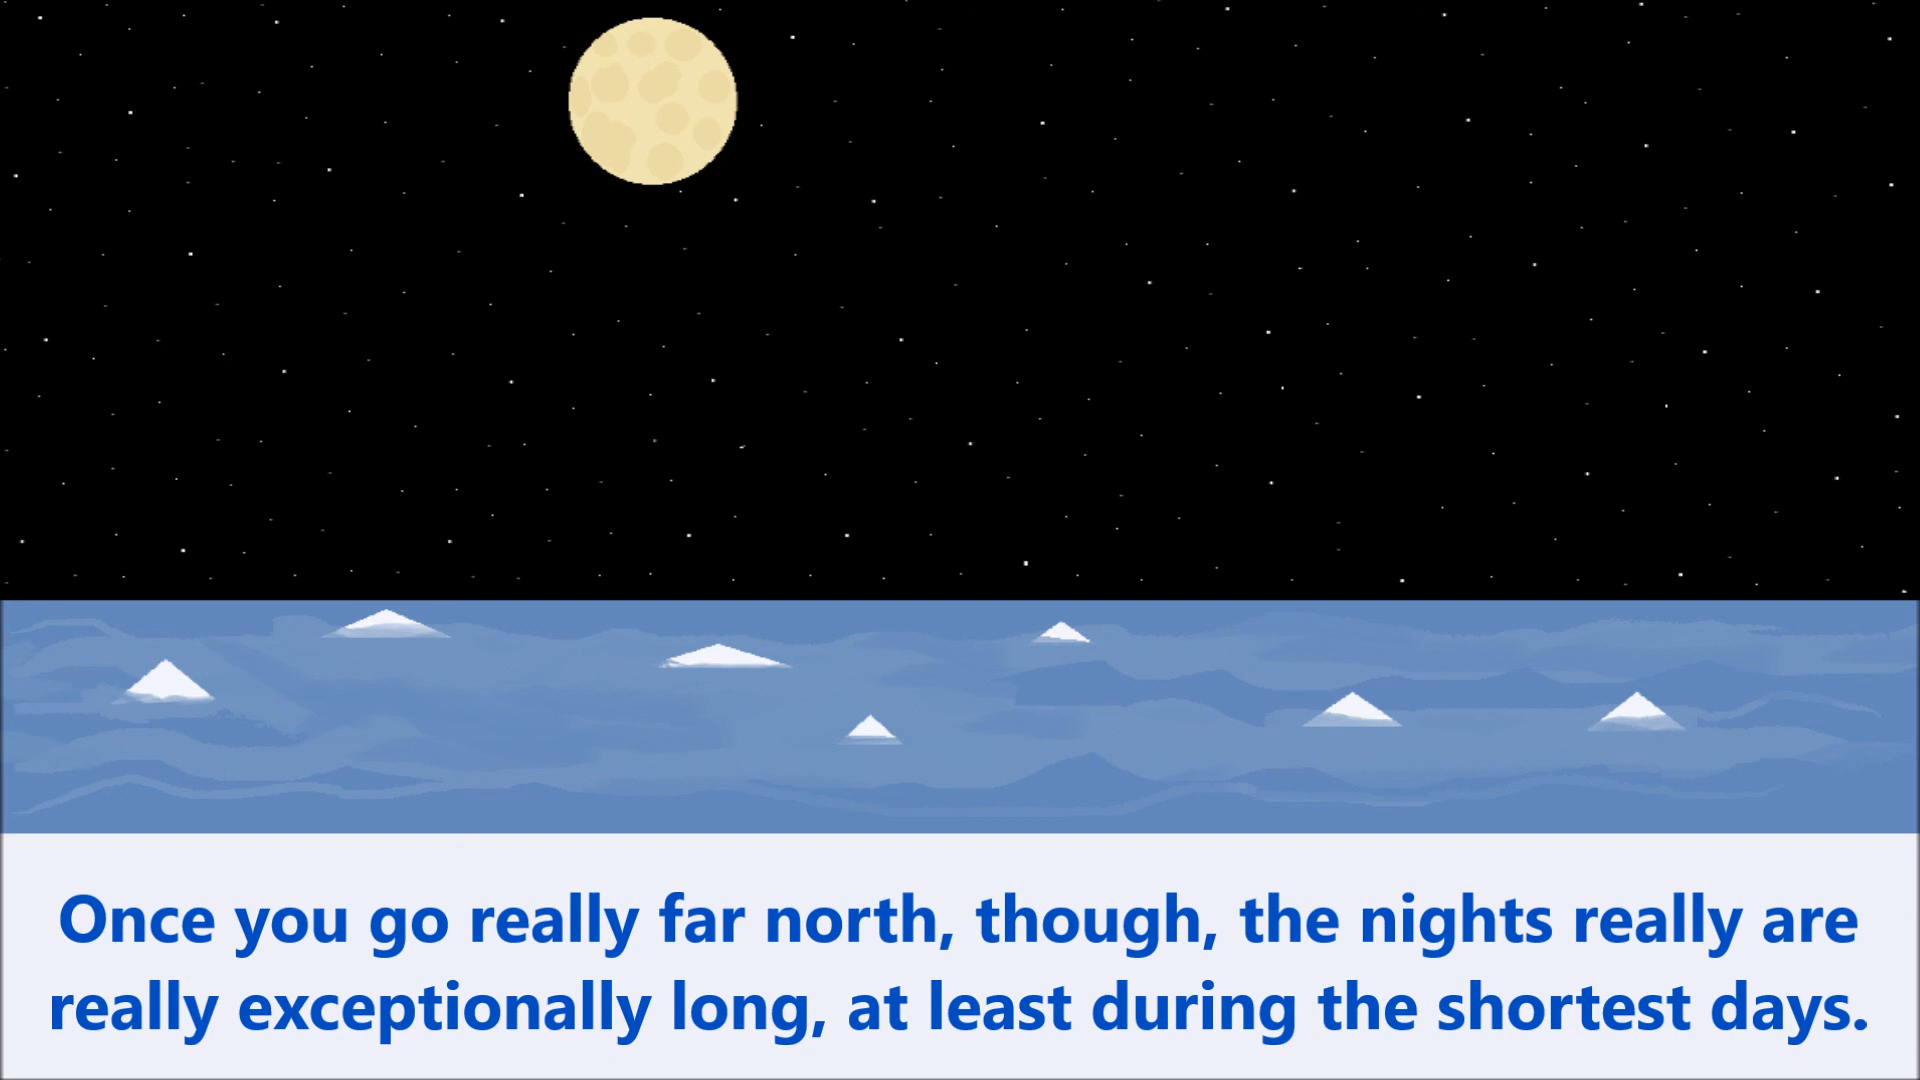 Once you go really far north, though, the nights really are
really exceptionally long, at least during the shortest days.